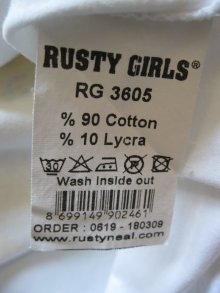 RUSTY GIRLS®
RG 3605
% 90 Cotton
% 10 Lycra
30
Wash inside out
8 699149 902461
ORDER : 0619 - 180309
www.rustyneal.com